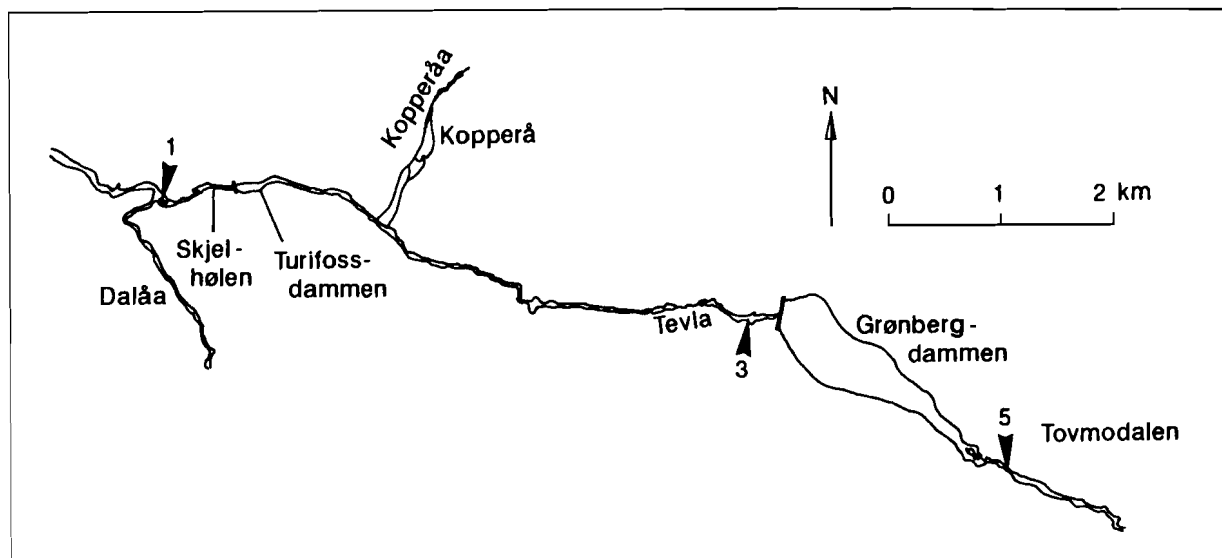 Kopperåa
Kopperå
N
1
0 1 2 km
Skjel-
hølen
Turifoss-
dammen
Dalåa
Tevla
3
Grønberg-
dammen
5
Tovmodalen